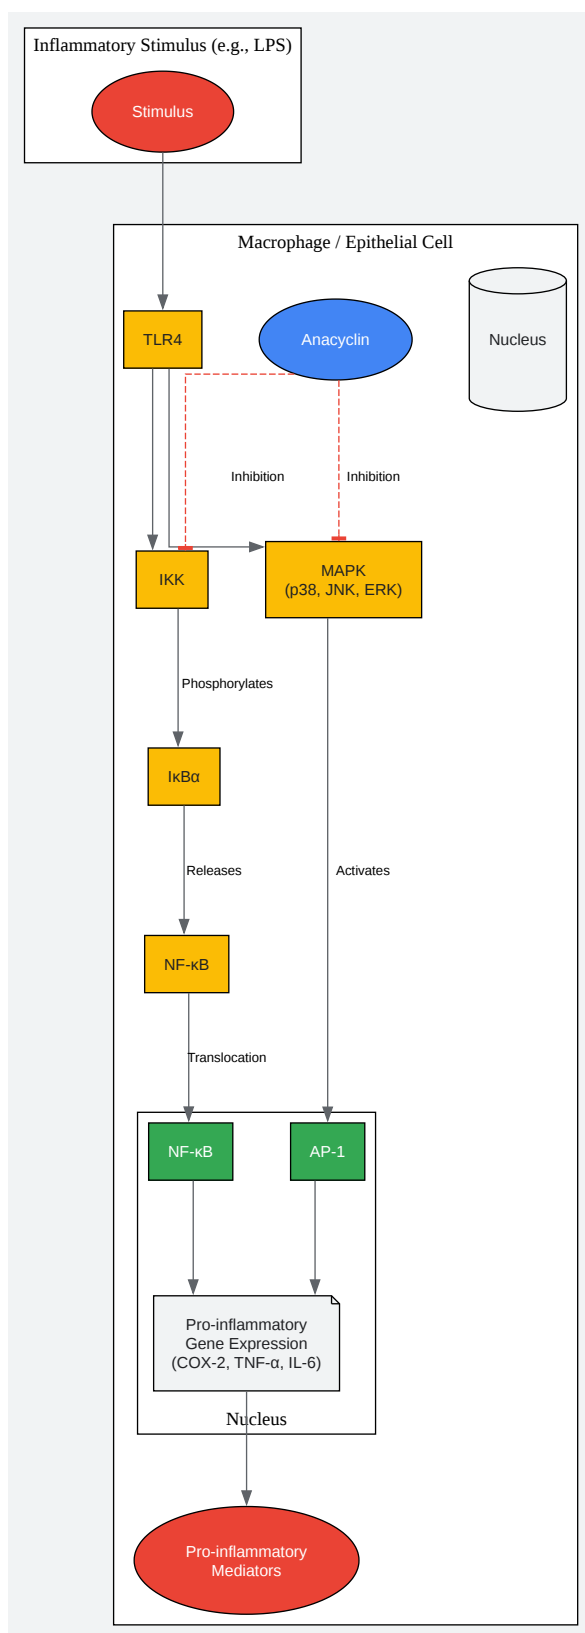 Inflammatory Stimulus (e.g., LPS)
Stimulus
Macrophage / Epithelial Cell
TLR4
Anacyclin
Nucleus
Inhibition
Inhibition
IKK
MAPK
(p38, JNK, ERK)
Phosphorylates
IκBα
Releases
Activates
NF-κB
Translocation
NF-κB
AP-1
Pro-inflammatory
Gene Expression
(COX-2, TNF-α, IL-6)
Nucleus
Pro-inflammatory
Mediators